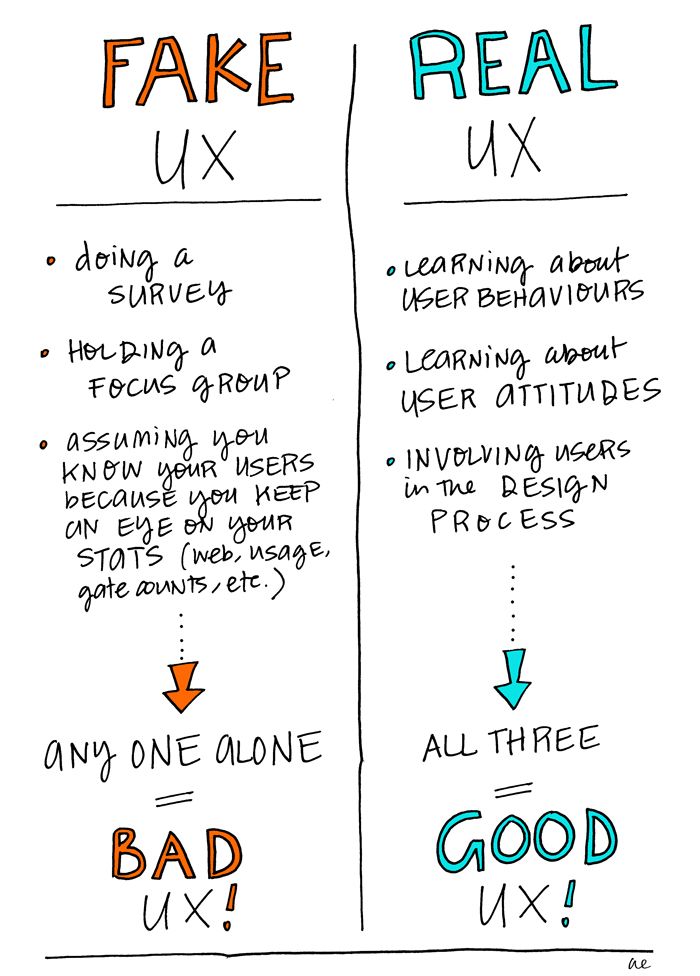 FAKE
UX
• doing a
SURVEY
• HOLDING a
FOCUS group
• assuming you
KNOW your USERS
because you KEEP
an EYE on your
STATS (web, usage,
gate counts, etc.)
any ONE ALONE
=
BAD
UX!
REAL
UX
• Learning about
USER BEHAVIOURS
• Learning about
USER ATTITUDES
• INVOLVING users
in the DESIGN
PROCESS
ALL THREE
=
GOOD
UX!
ae